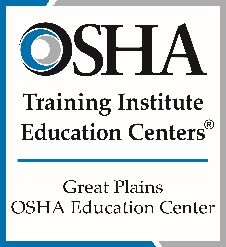 OSHA
Training Institute
Education Centers®
Great Plains
OSHA Education Center